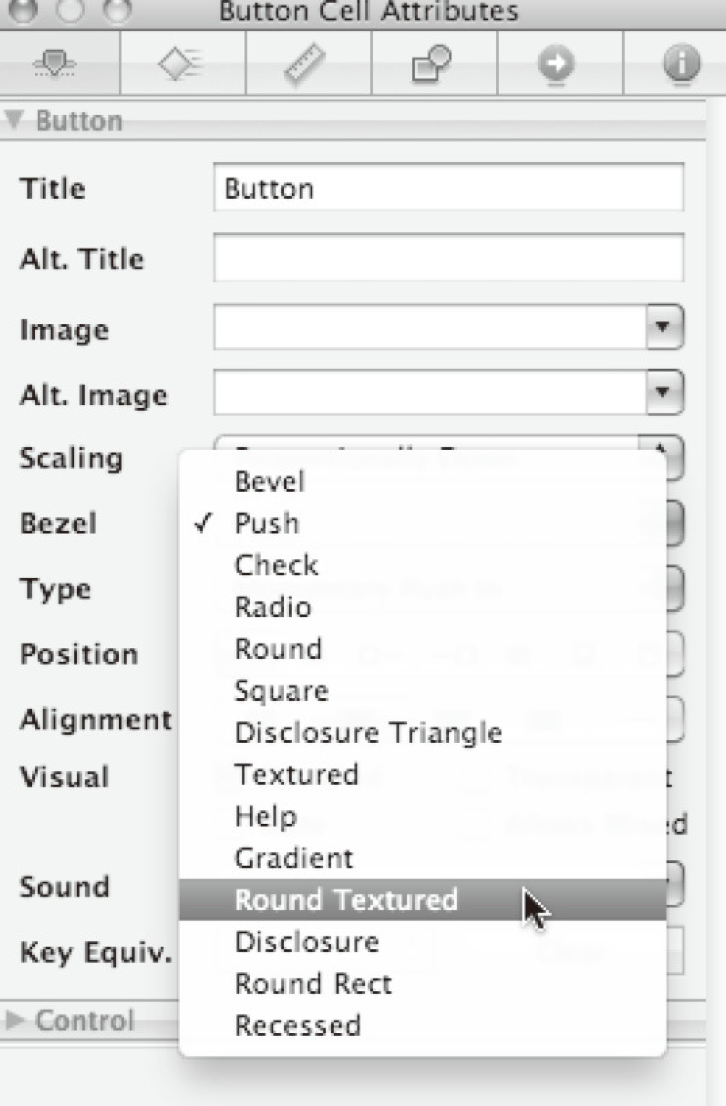 Button Cell Attributes
Button
Title
Button
Alt. Title
Image
Alt. Image
Scaling
Bevel
Bezel
✓ Push
Check
Type
Radio
Round
Position
Square
Alignment
Disclosure Triangle
Visual
Textured
Help
Gradient
Sound
Round Textured
Key Equiv.
Disclosure
Round Rect
Control
Recessed